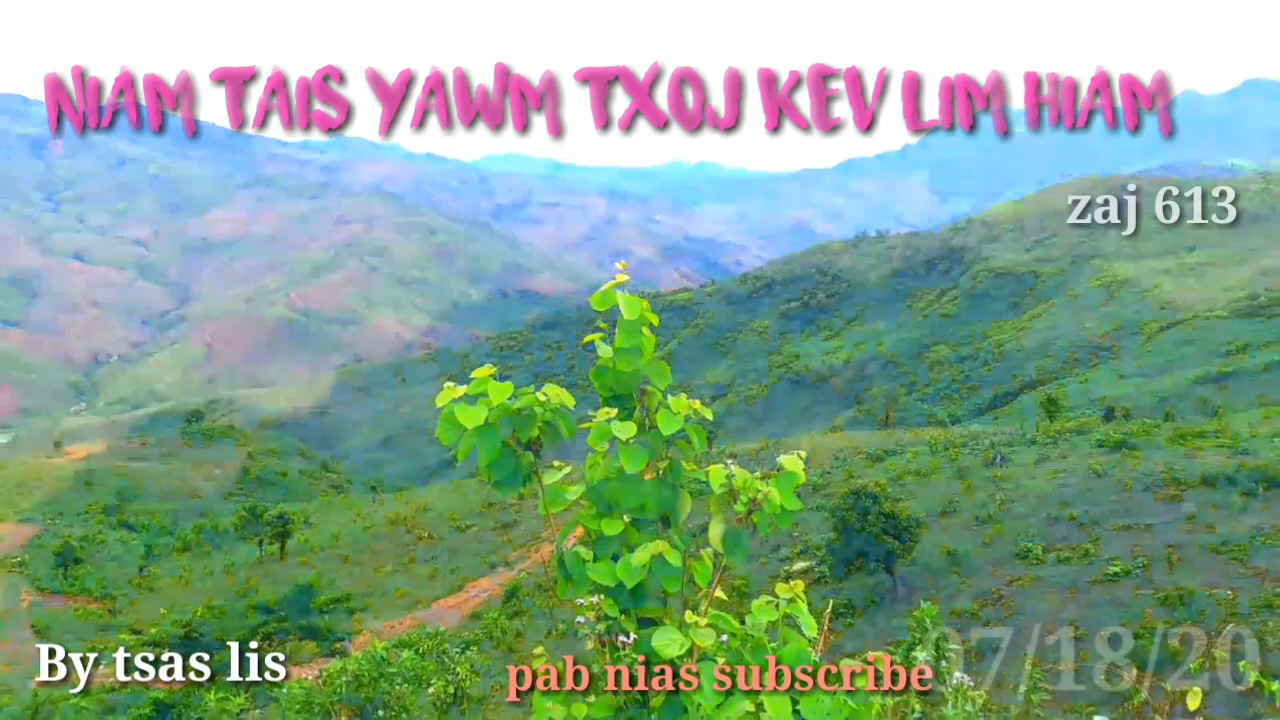 NIAM TAIS YAWM TXOJ KEV LIM HIAM
zaj 613
By tsas lis
pab nias subscribe
07/18/20